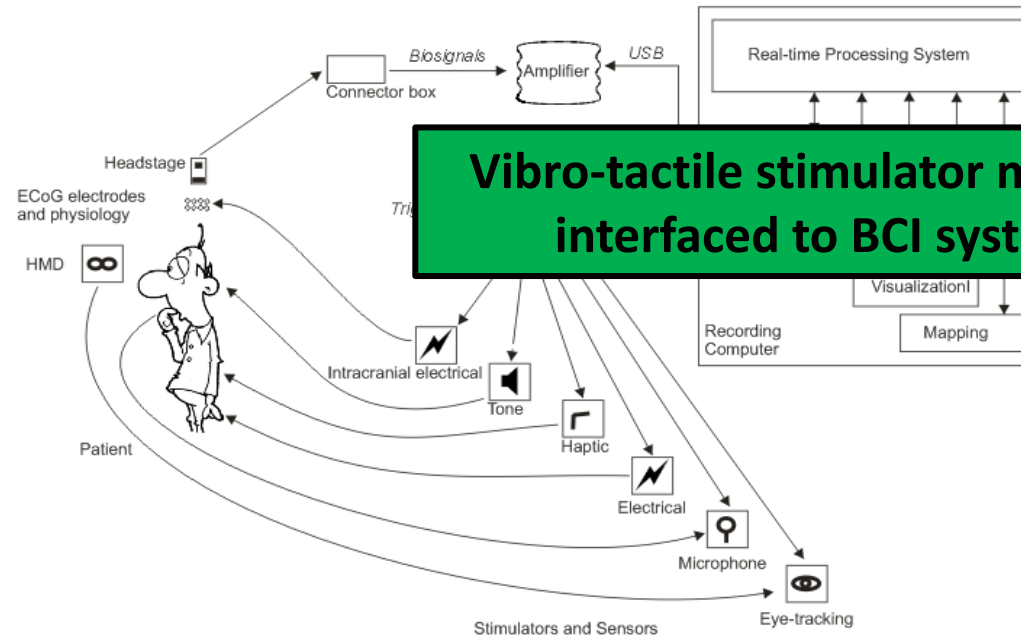 Biosignals
USB
Real-time Processing System
Amplifier
Connector box
Headstage
ECoG electrodes
and physiology
HMD
Vibro-tactile stimulator
interfaced to BCI
VisualizationI
Recording
Computer
Mapping
Intracranial electrical
Tone
Haptic
Patient
Electrical
Microphone
Eye-tracking
Stimulators and Sensors